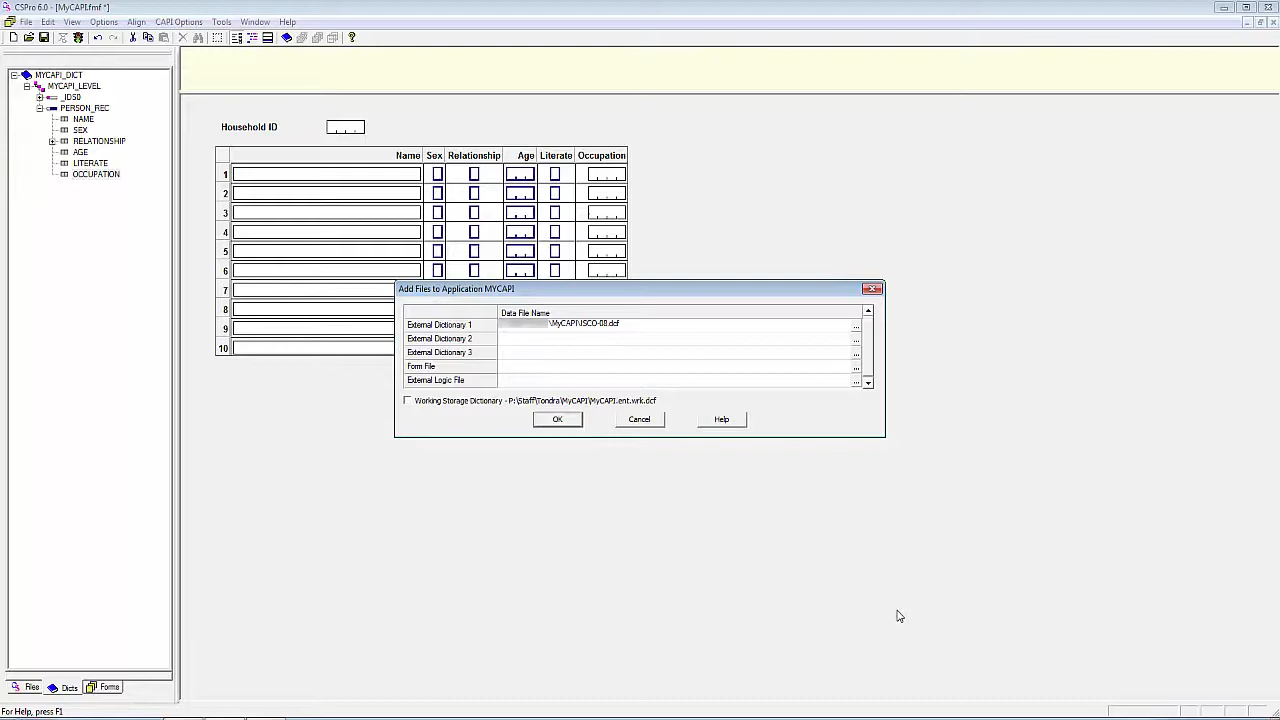 CSPro 6.0 - [MyCAPI.fmf *]
File Edit View Options Align CAPI Options Tools Window Help
MYCAPI_DICT
MYCAPI_LEVEL
_IDS0
PERSON_REC
NAME
SEX
RELATIONSHIP
AGE
LITERATE
OCCUPATION
Household ID
Name Sex Relationship Age Literate Occupation
1
2
3
4
5
6
7
8
9
10
Add Files to Application MYCAPI
Data File Name
External Dictionary 1 \MyCAPI\ISCO-08.dcf ...
External Dictionary 2 ...
External Dictionary 3 ...
Form File ...
External Logic File ...
Working Storage Dictionary - P:\Staff\Tondra\MyCAPI\MyCAPI.ent.wrk.dcf
OK Cancel Help
Files Dicts Forms
For Help, press F1